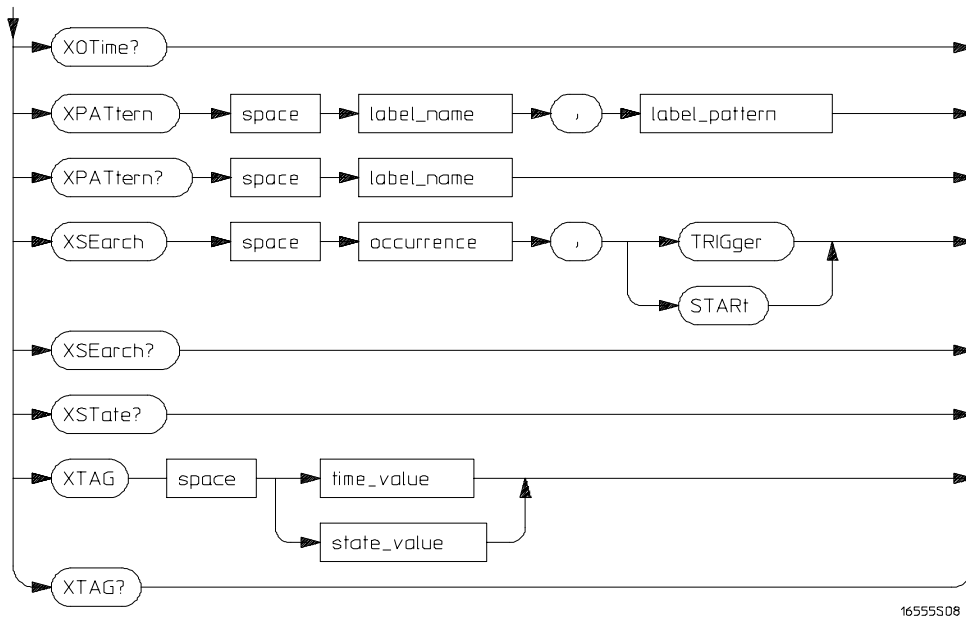 XOTime?
XPATtern space label_name , label_pattern
XPATtern? space label_name
XSEarch space occurrence , TRIGger
STARt
XSEarch?
XSTate?
XTAG space time_value
state_value
XTAG?
16555S08